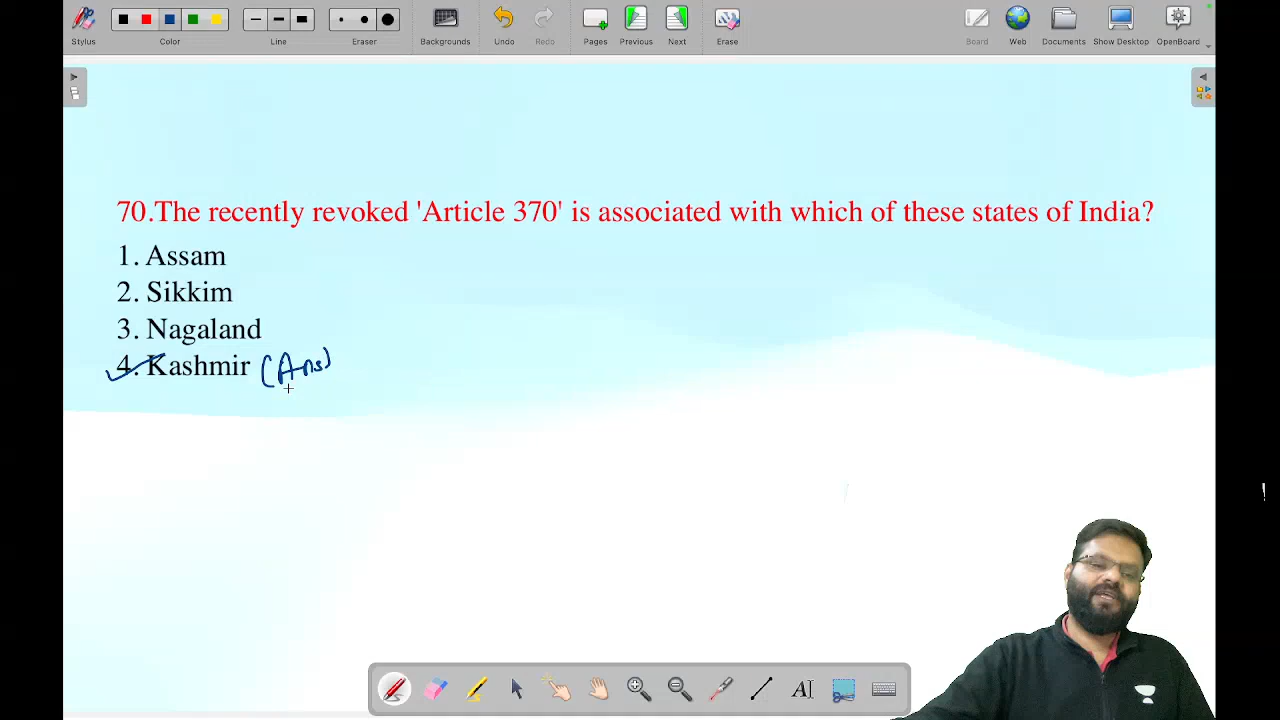 Stylus
Color
Line
Eraser
Backgrounds
Undo
Redo
Pages
Previous
Next
Erase
Board
Web
Documents
Show Desktop
OpenBoard
70.The recently revoked 'Article 370' is associated with which of these states of India?
1. Assam
2. Sikkim
3. Nagaland
4. Kashmir (Ans)